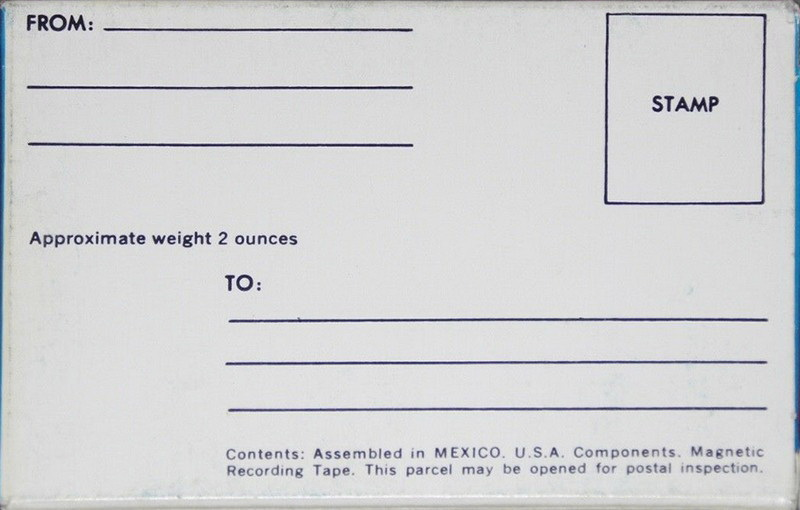 FROM:
STAMP
Approximate weight 2 ounces
TO:
Contents: Assembled in MEXICO. U.S.A. Components. Magnetic
Recording Tape. This parcel may be opened for postal inspection.